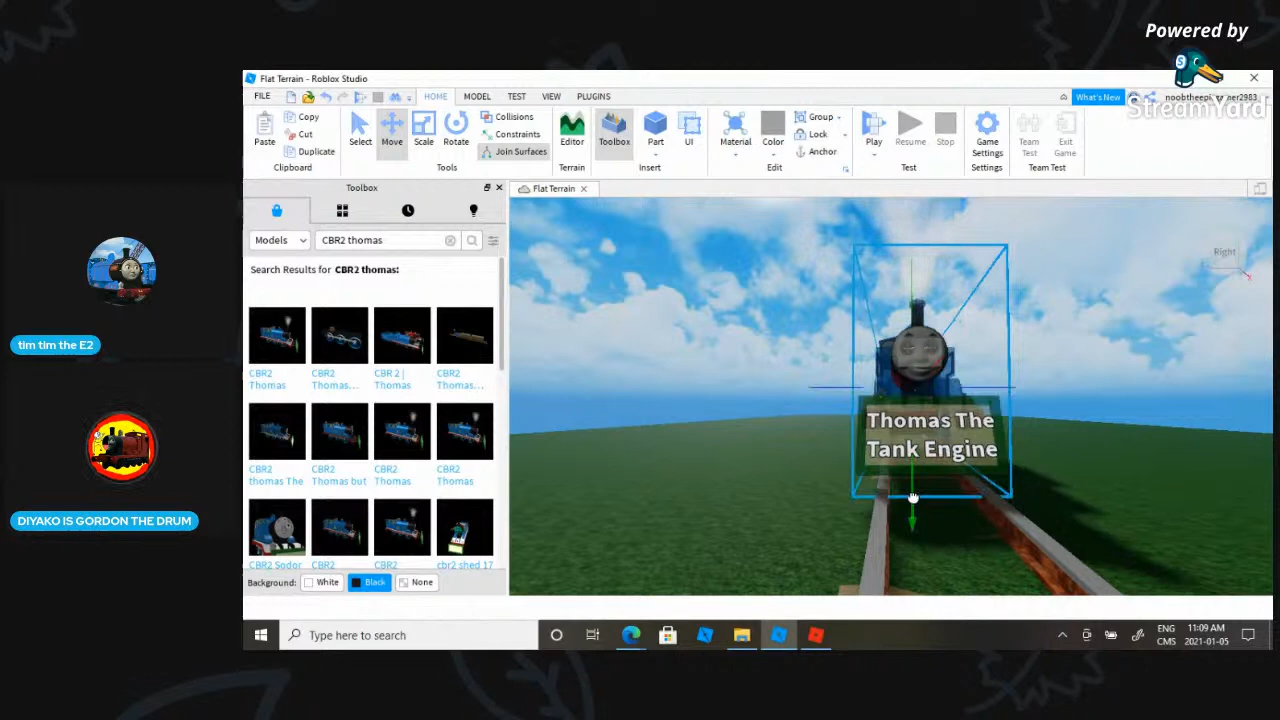 Powered by
StreamYard
Flat Terrain - Roblox Studio
FILE
HOME
MODEL
TEST
VIEW
PLUGINS
What's New
Paste
Copy
Cut
Duplicate
Clipboard
Select
Move
Scale
Rotate
Collisions
Constraints
Join Surfaces
Tools
Editor
Terrain
Toolbox
Part
UI
Insert
Material
Color
Group
Lock
Anchor
Edit
Play
Resume
Stop
Test
Game
Settings
Settings
Team
Test
Exit
Game
Team Test
Toolbox
Flat Terrain
Models
CBR2 thomas
Search Results for CBR2 thomas:
CBR2
Thomas
CBR2
Thomas...
CBR 2 |
Thomas
CBR2
Thomas...
CBR2
thomas The
CBR2
Thomas but
CBR2
Thomas
CBR2
Thomas
CBR2 Sodor
CBR2
CBR2
cbr2 shed 17
Background:
White
Black
None
Right
Thomas The
Tank Engine
tim tim the E2
DIYAKO IS GORDON THE DRUM
Type here to search
ENG
CMS
11:09 AM
2021-01-05